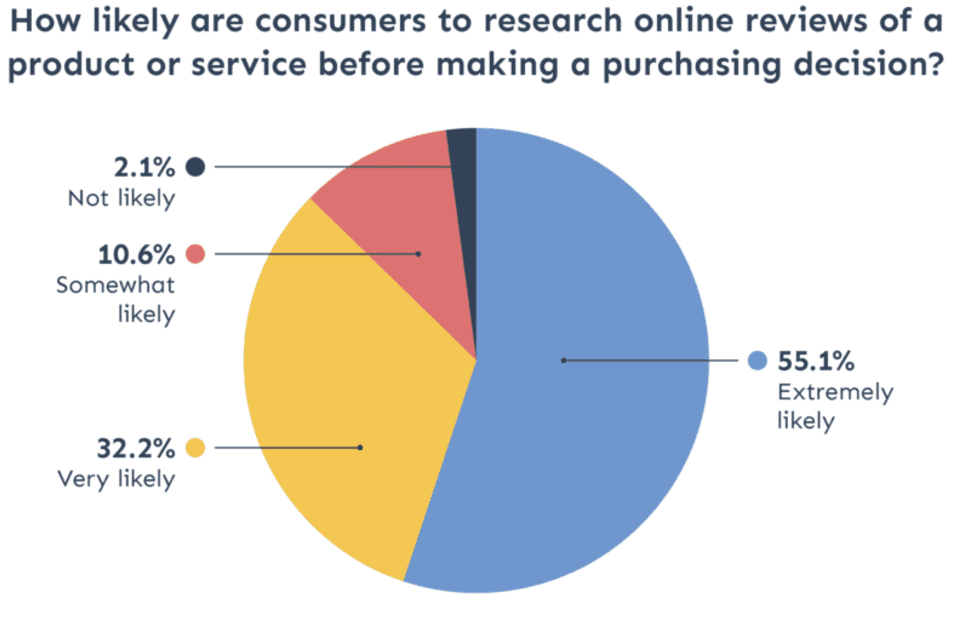 How likely are consumers to research online reviews of a
product or service before making a purchasing decision?
2.1%
Not likely
10.6%
Somewhat
likely
32.2%
Very likely
55.1%
Extremely
likely